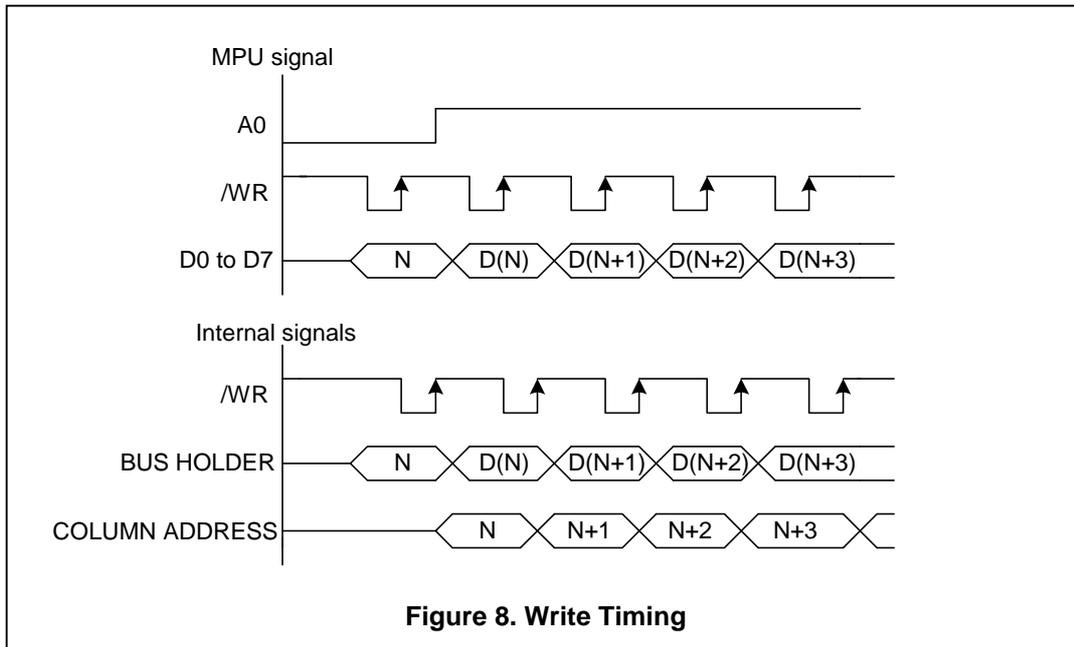 MPU signal
A0
/WR
D0 to D7
N D(N) D(N+1) D(N+2) D(N+3)
Internal signals
/WR
BUS HOLDER
N D(N) D(N+1) D(N+2) D(N+3)
COLUMN ADDRESS
N N+1 N+2 N+3
Figure 8. Write Timing